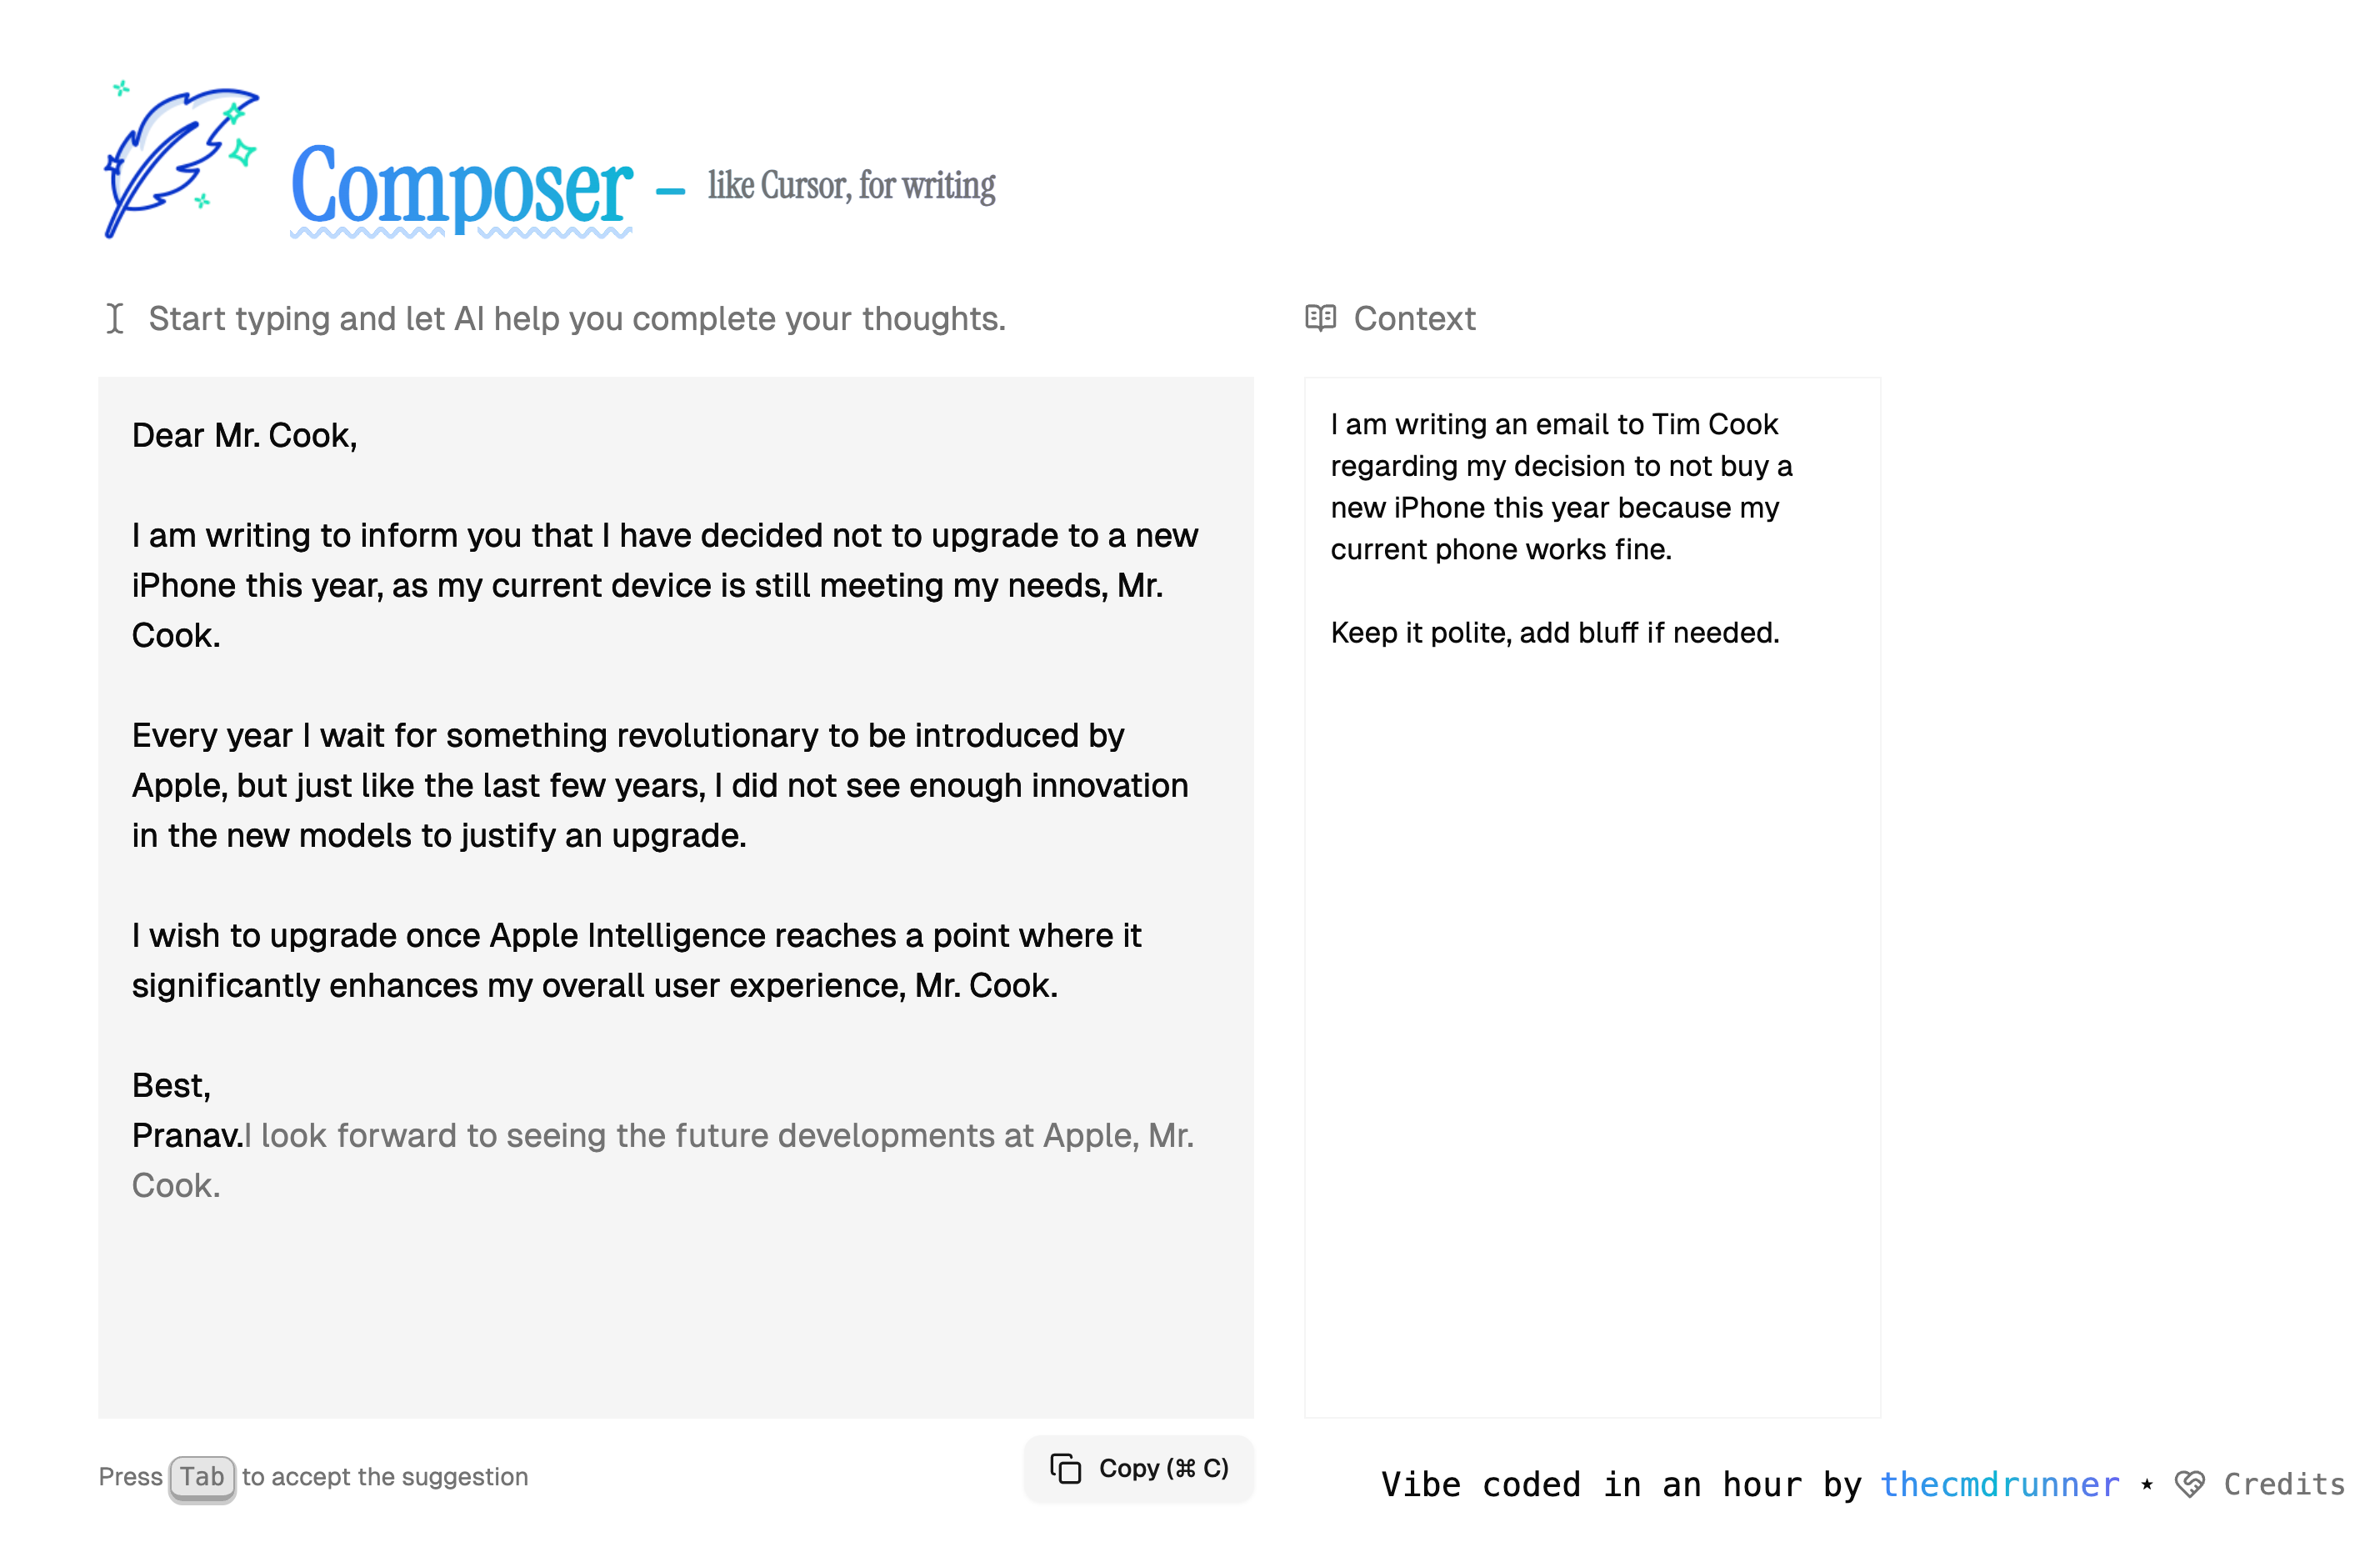 Composer – like Cursor, for writing
Start typing and let AI help you complete your thoughts.
Dear Mr. Cook,
I am writing to inform you that I have decided not to upgrade to a new
iPhone this year, as my current device is still meeting my needs, Mr.
Cook.
Every year I wait for something revolutionary to be introduced by
Apple, but just like the last few years, I did not see enough innovation
in the new models to justify an upgrade.
I wish to upgrade once Apple Intelligence reaches a point where it
significantly enhances my overall user experience, Mr. Cook.
Best,
Pranav.I look forward to seeing the future developments at Apple, Mr.
Cook.
Press Tab to accept the suggestion
Copy (⌘ C)
Context
I am writing an email to Tim Cook
regarding my decision to not buy a
new iPhone this year because my
current phone works fine.
Keep it polite, add bluff if needed.
Vibe coded in an hour by thecmdrunner ⋆ Credits